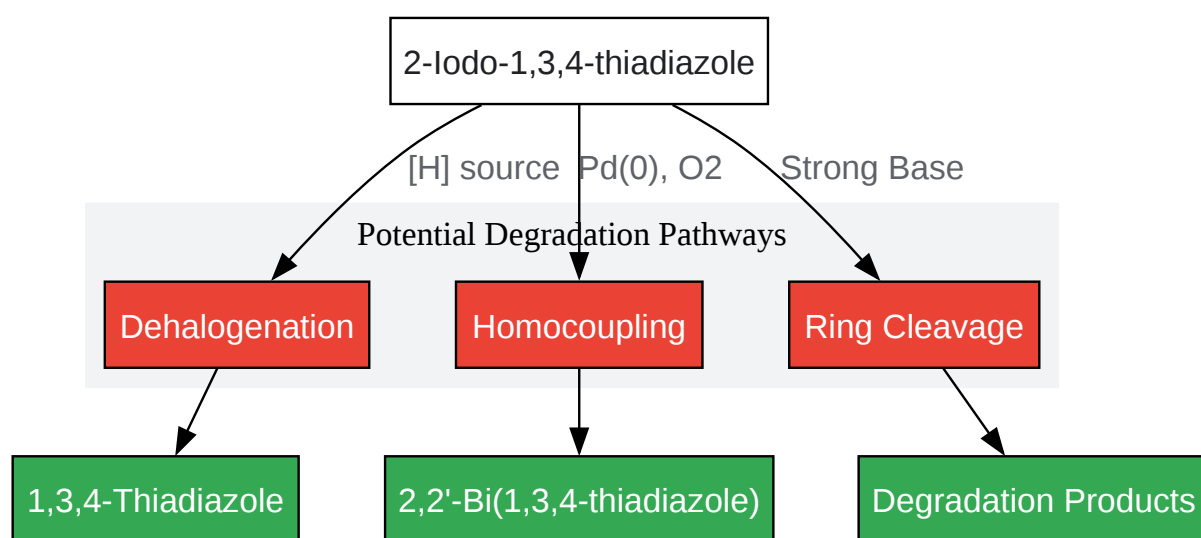 2-Iodo-1,3,4-thiadiazole
[H] source
Pd(0), O2
Strong Base
Potential Degradation Pathways
Dehalogenation
Homocoupling
Ring Cleavage
1,3,4-Thiadiazole
2,2'-Bi(1,3,4-thiadiazole)
Degradation Products